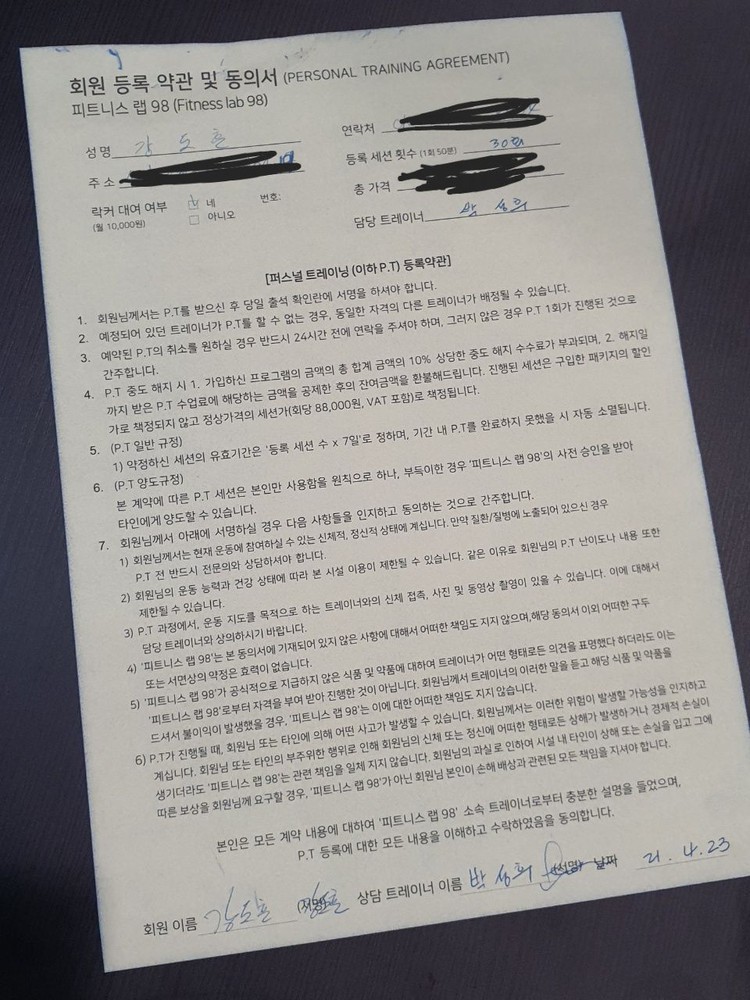 회원 등록 약관 및 동의서 (PERSONAL TRAINING AGREEMENT)
피트니스 랩 98 (Fitness lab 98)
성명 강도훈
연락처
주소
등록 세션 횟수 (1회 50분) 30회
총 가격
락커 대여 여부 네 번호:
(월 10,000원) 아니오
담당 트레이너 박성희
[퍼스널 트레이닝 (이하 P.T) 등록약관]
1. 회원님께서는 P.T를 받으신 후 당일 출석 확인란에 서명을 하셔야 합니다.
2. 예정되어 있던 트레이너가 P.T를 할 수 없는 경우, 동일한 자격의 다른 트레이너가 배정될 수 있습니다.
3. 예약된 P.T의 취소를 원하실 경우 반드시 24시간 전에 연락을 주셔야 하며, 그러지 않은 경우 P.T 1회가 진행된 것으로
간주합니다.
4. P.T 중도 해지 시 1. 가입하신 프로그램의 금액의 총 합계 금액의 10% 상당한 중도 해지 수수료가 부과되며, 2. 해지일
까지 받은 P.T 수업료에 해당하는 금액을 공제한 후의 잔여금액을 환불해드립니다. 진행된 세션은 구입한 패키지의 할인
가로 책정되지 않고 정상가격의 세션가(회당 88,000원, VAT 포함)로 책정됩니다.
5. (P.T 일반 규정)
1) 약정하신 세션의 유효기간은 '등록 세션 수 x 7일'로 정하며, 기간 내 P.T를 완료하지 못했을 시 자동 소멸됩니다.
6. (P.T 양도규정)
본 계약에 따른 P.T 세션은 본인만 사용함을 원칙으로 하나, 부득이한 경우 '피트니스 랩 98'의 사전 승인을 받아
타인에게 양도할 수 있습니다.
7. 회원님께서 아래에 서명하실 경우 다음 사항들을 인지하고 동의하는 것으로 간주합니다.
1) 회원님께서는 현재 운동에 참여하실 수 있는 신체적, 정신적 상태에 계십니다. 만약 질환/질병에 노출되어 있으신 경우
P.T 전 반드시 전문의와 상담하셔야 합니다.
2) 회원님의 운동 능력과 건강 상태에 따라 본 시설 이용이 제한될 수 있습니다. 같은 이유로 회원님의 P.T 난이도나 내용 또한
제한될 수 있습니다.
3) P.T 과정에서, 운동 지도를 목적으로 하는 트레이너와의 신체 접촉, 사진 및 동영상 촬영이 있을 수 있습니다. 이에 대해서
담당 트레이너와 상의하시기 바랍니다.
4) '피트니스 랩 98'는 본 동의서에 기재되어 있지 않은 사항에 대해서 어떠한 책임도 지지 않으며,해당 동의서 이외 어떠한 구두
또는 서면상의 약정은 효력이 없습니다.
5) '피트니스 랩 98'가 공식적으로 지급하지 않은 식품 및 약품에 대하여 트레이너가 어떤 형태로든 의견을 표명했다 하더라도 이는
'피트니스 랩 98'로부터 자격을 부여 받아 진행한 것이 아닙니다. 회원님께서 트레이너의 이러한 말을 듣고 해당 식품 및 약품을
드셔서 불이익이 발생했을 경우, '피트니스 랩 98'는 이에 대한 어떠한 책임도 지지 않습니다.
6) P.T가 진행될 때, 회원님 또는 타인에 의해 어떤 사고가 발생할 수 있습니다. 회원님께서는 이러한 위험이 발생할 가능성을 인지하고
계십니다. 회원님 또는 타인의 부주위한 행위로 인해 회원님의 신체 또는 정신에 어떠한 형태로든 상해가 발생하거나 경제적 손실이
생기더라도 '피트니스 랩 98'는 관련 책임을 일체 지지 않습니다. 회원님의 과실로 인하여 시설 내 타인이 상해 또는 손실을 입고 그에
따른 보상을 회원님께 요구할 경우, '피트니스 랩 98'가 아닌 회원님 본인이 손해 배상과 관련된 모든 책임을 지셔야 합니다.
본인은 모든 계약 내용에 대하여 '피트니스 랩 98' 소속 트레이너로부터 충분한 설명을 들었으며,
P.T 등록에 대한 모든 내용을 이해하고 수락하였음을 동의합니다.
회원 이름 강도훈 (서명) 강도훈 상담 트레이너 이름 박성희 (서명) 날짜 21.4.23